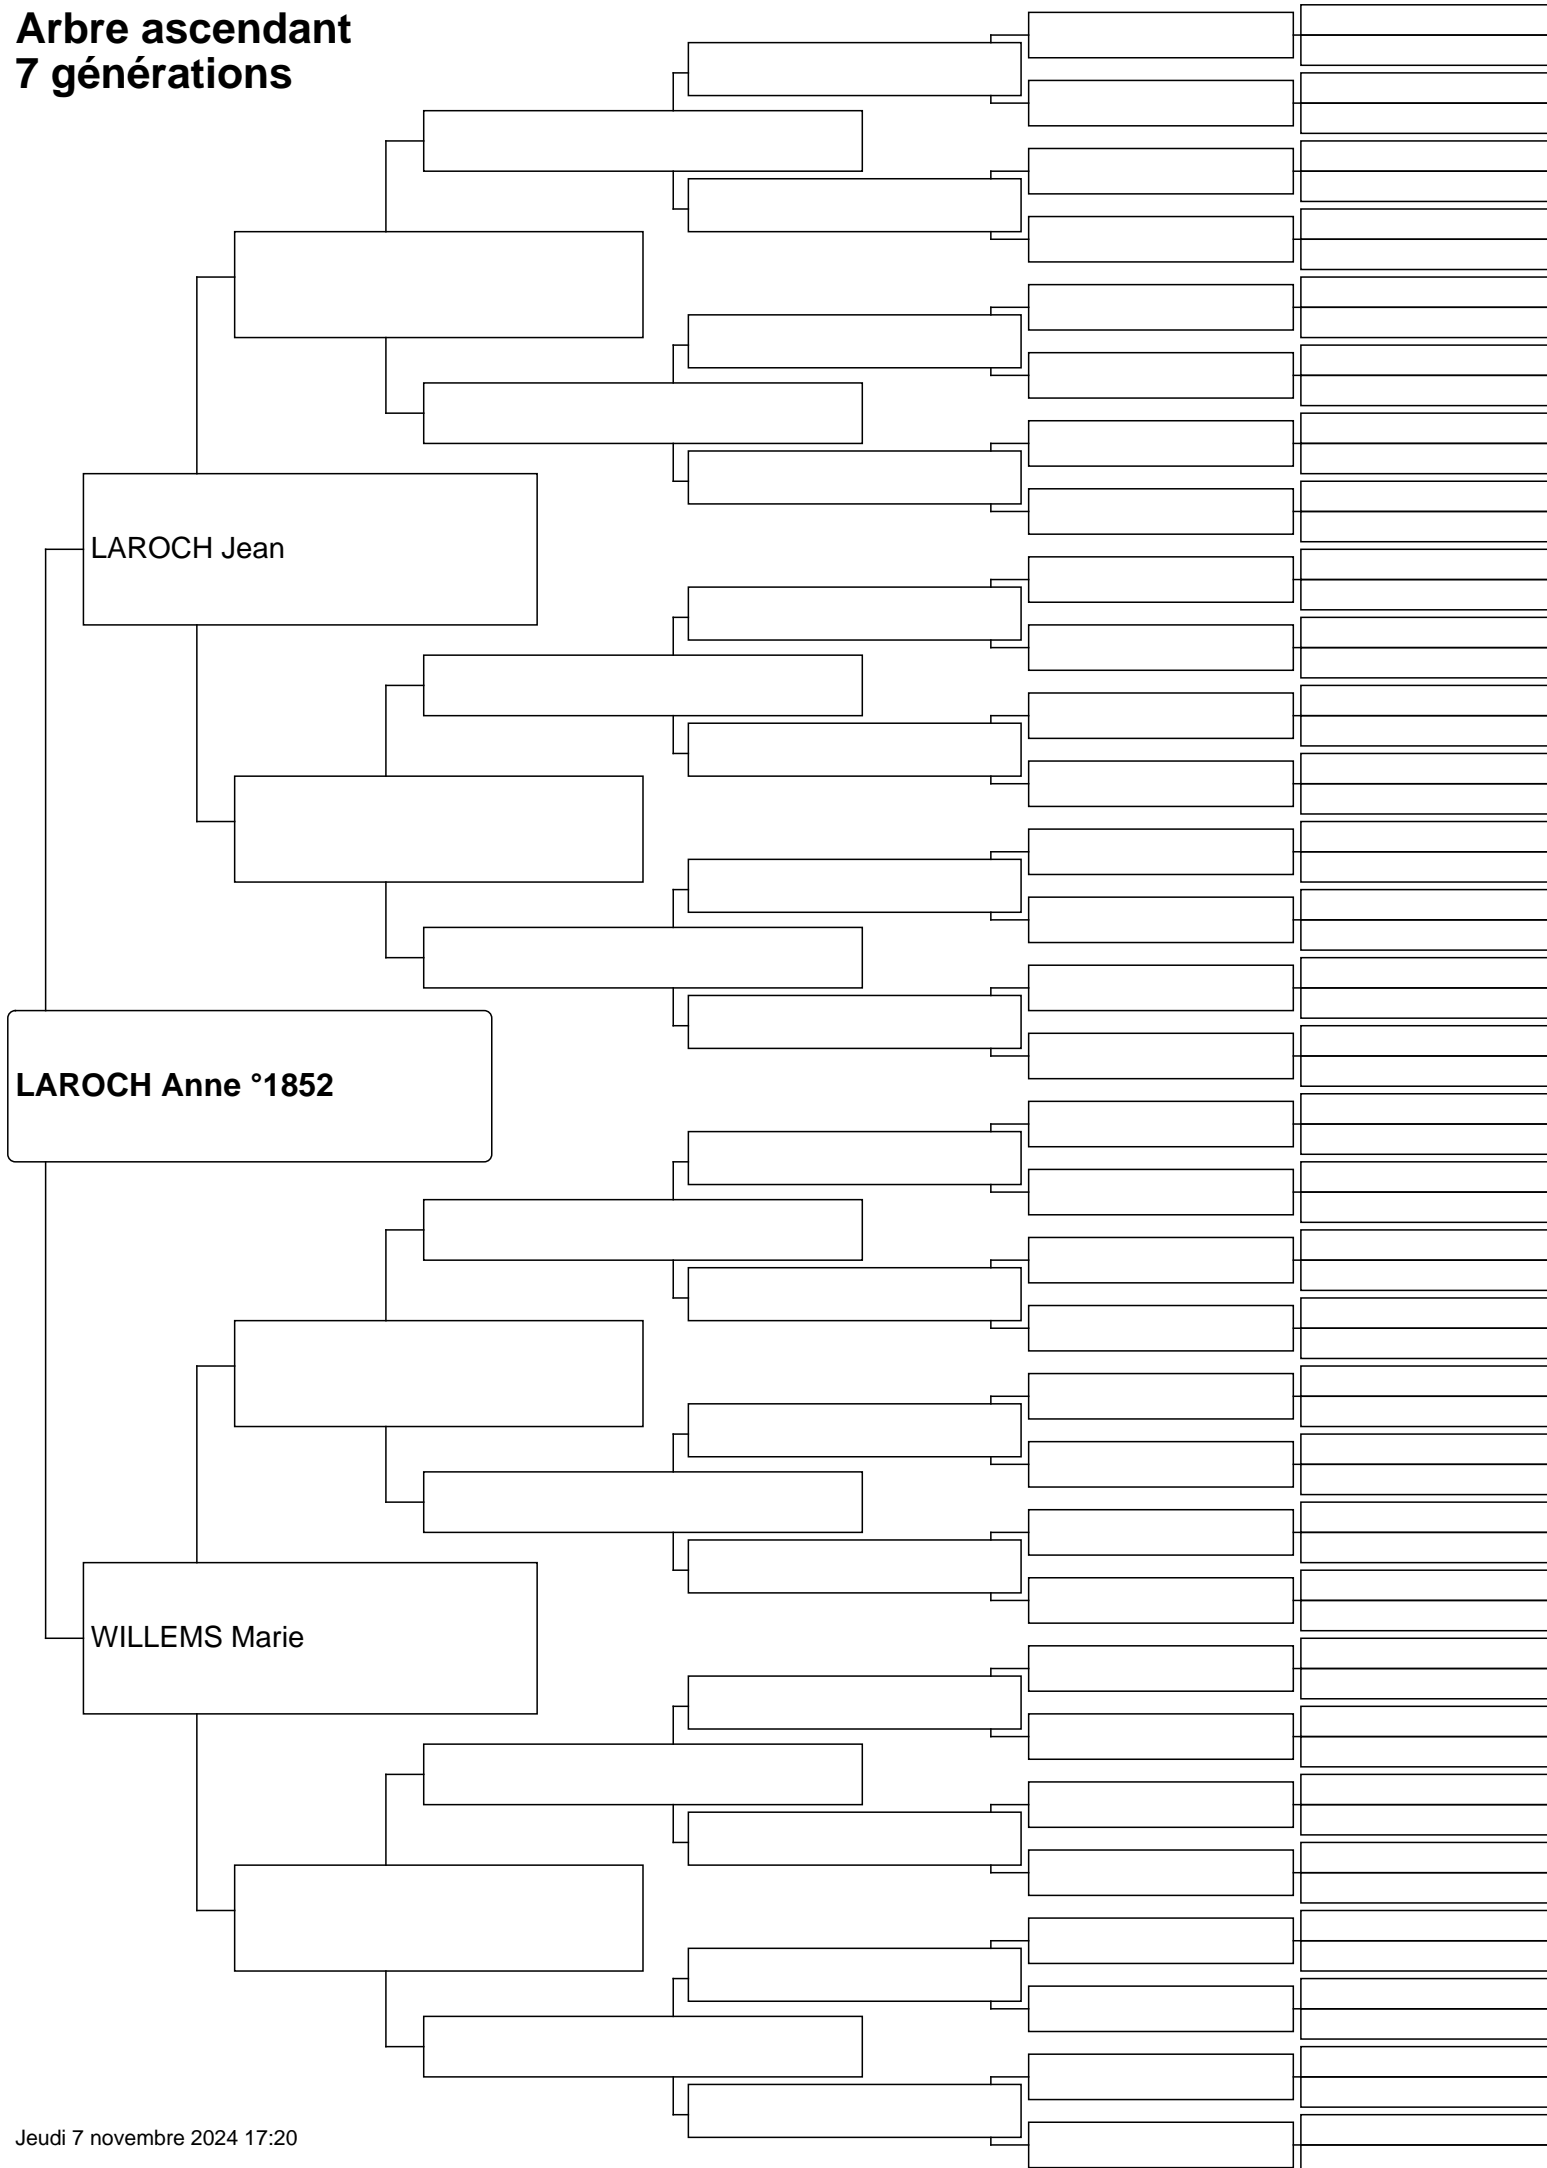 Arbre ascendant
7 générations
LAROCH Jean
LAROCH Anne °1852
WILLEMS Marie
Jeudi 7 novembre 2024 17:20